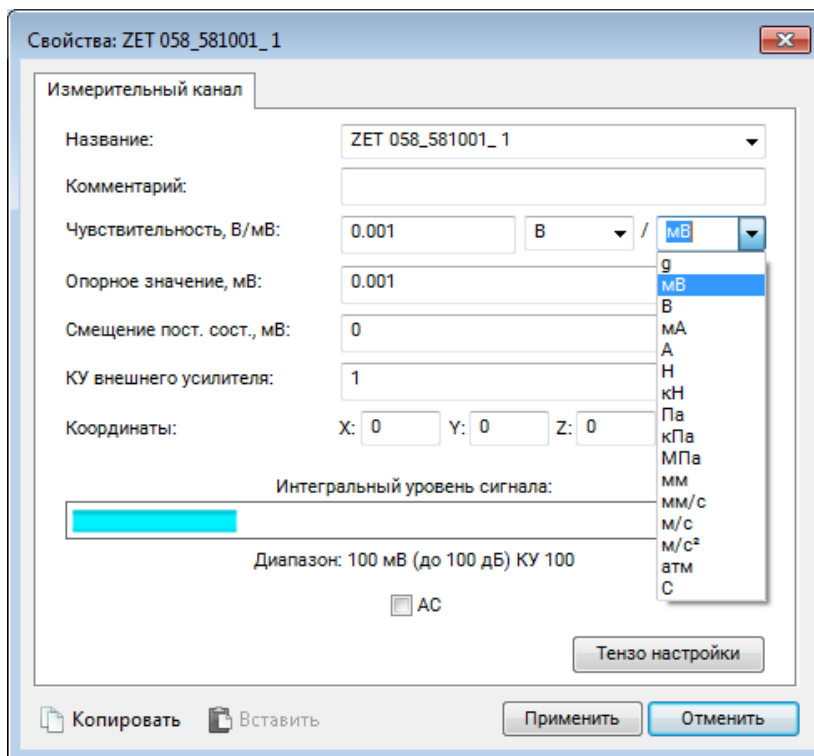 Свойства: ZET 058_581001_ 1
Измерительный канал
Название: ZET 058_581001_ 1
Комментарий:
Чувствительность, В/мВ: 0.001 В / мВ
g
мВ
В
мА
А
Н
кН
Па
кПа
МПа
мм
мм/с
м/с
м/с²
атм
С
Опорное значение, мВ: 0.001
Смещение пост. сост., мВ: 0
КУ внешнего усилителя: 1
Координаты: X: 0 Y: 0 Z: 0
Интегральный уровень сигнала:
Диапазон: 100 мВ (до 100 дБ) КУ 100
AC
Тензо настройки
Копировать Вставить Применить Отменить